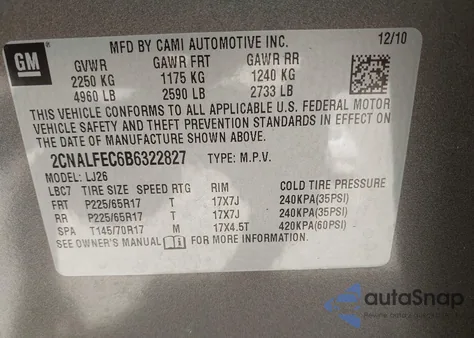 GM
MFD BY CAMI AUTOMOTIVE INC. 12/10
GVWR GAWR FRT GAWR RR
2250 KG 1175 KG 1240 KG
4960 LB 2590 LB 2733 LB
THIS VEHICLE CONFORMS TO ALL APPLICABLE U.S. FEDERAL MOTOR
VEHICLE SAFETY AND THEFT PREVENTION STANDARDS IN EFFECT ON
THE DATE OF MANUFACTURE SHOWN ABOVE.
2CNALFEC6B6322827 TYPE: M.P.V.
MODEL: LJ26
LBC7 TIRE SIZE SPEED RTG RIM COLD TIRE PRESSURE
FRT P225/65R17 T 17X7J 240KPA(35PSI)
RR P225/65R17 T 17X7J 240KPA(35PSI)
SPA T145/70R17 M 17X4.5T 420KPA(60PSI)
SEE OWNER'S MANUAL FOR MORE INFORMATION.
autoSnap